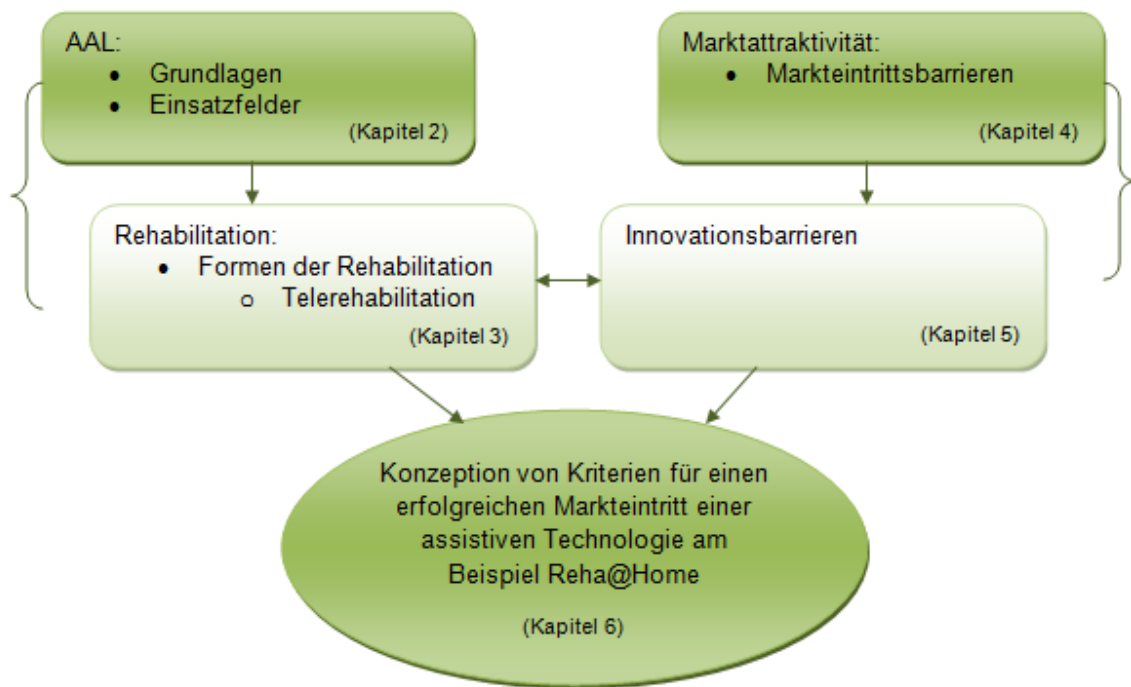 AAL:
• Grundlagen
• Einsatzfelder
(Kapitel 2)
Marktattraktivität:
• Markteintrittsbarrieren
(Kapitel 4)
Rehabilitation:
• Formen der Rehabilitation
o Telerehabilitation
(Kapitel 3)
Innovationsbarrieren
(Kapitel 5)
Konzeption von Kriterien für einen
erfolgreichen Markteintritt einer
assistiven Technologie am
Beispiel Reha@Home
(Kapitel 6)